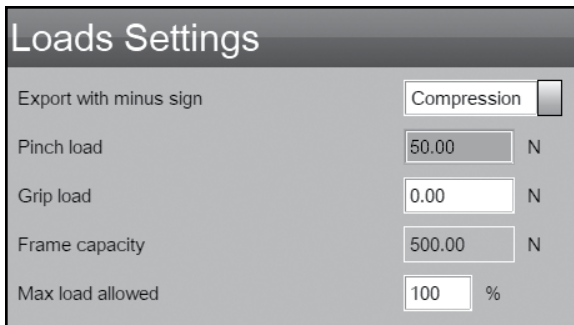 Loads Settings
Export with minus sign Compression
Pinch load 50.00 N
Grip load 0.00 N
Frame capacity 500.00 N
Max load allowed 100 %